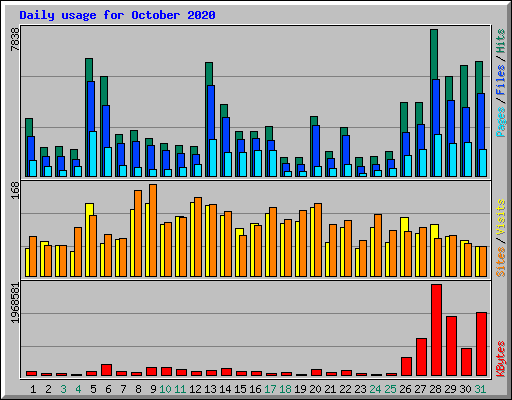 Daily usage for October 2020
7838
Pages / Files / Hits
168
Sites / Visits
1968581
KBytes
1 2 3 4 5 6 7 8 9 10 11 12 13 14 15 16 17 18 19 20 21 22 23 24 25 26 27 28 29 30 31